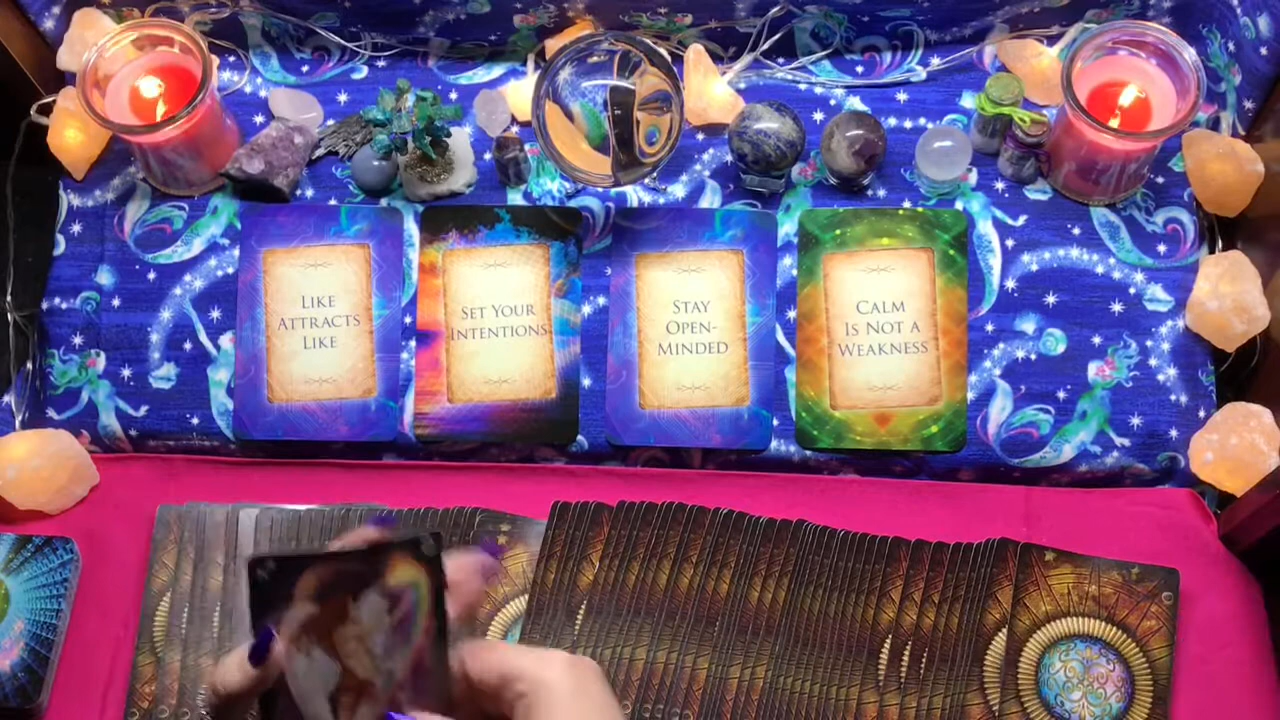 LIKE
ATTRACTS
LIKE
SET YOUR
INTENTIONS
STAY
OPEN-
MINDED
CALM
IS NOT A
WEAKNESS